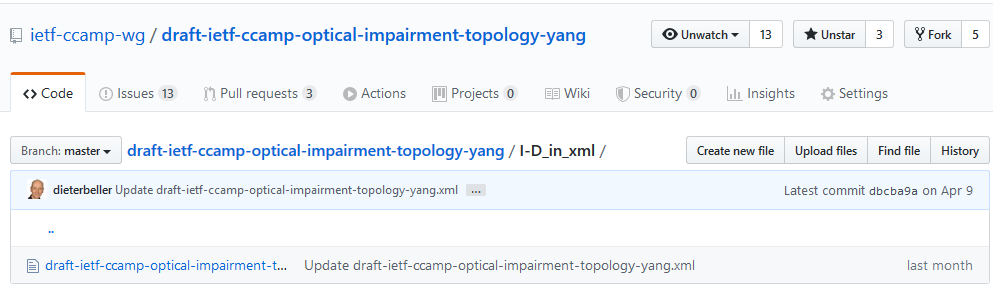 ietf-ccamp-wg / draft-ietf-ccamp-optical-impairment-topology-yang Unwatch 13 Unstar 3 Fork 5
Code Issues 13 Pull requests 3 Actions Projects 0 Wiki Security 0 Insights Settings
Branch: master draft-ietf-ccamp-optical-impairment-topology-yang / I-D_in_xml / Create new file Upload files Find file History
dieterbeller Update draft-ietf-ccamp-optical-impairment-topology-yang.xml ... Latest commit dbcba9a on Apr 9
..
draft-ietf-ccamp-optical-impairment-t... Update draft-ietf-ccamp-optical-impairment-topology-yang.xml last month